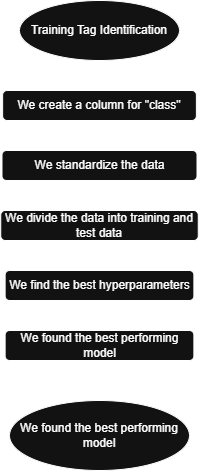 Training Tag Identification
We create a column for "class"
We standardize the data
We divide the data into training and
test data
We find the best hyperparameters
We found the best performing
model
We found the best performing
model